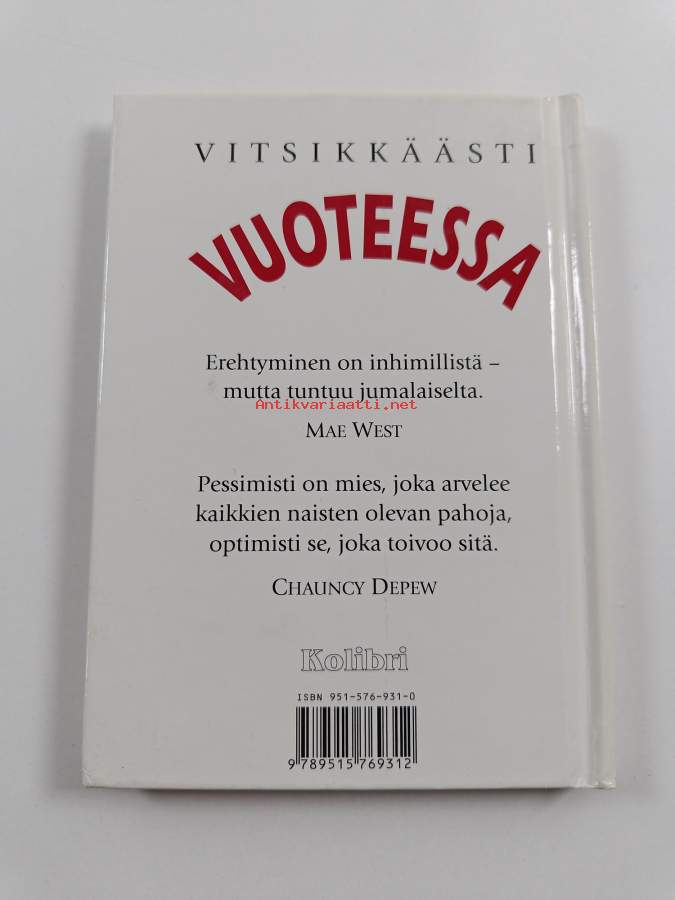 VITSIKKÄÄSTI
VUOTEESSA
Erehtyminen on inhimillistä –
mutta tuntuu jumalaiselta.
Antikvariaatti.net
MAE WEST
Pessimisti on mies, joka arvelee
kaikkien naisten olevan pahoja,
optimisti se, joka toivoo sitä.
CHAUNCY DEPEW
Kolibri
ISBN 951-576-931-0
9 789515 769312